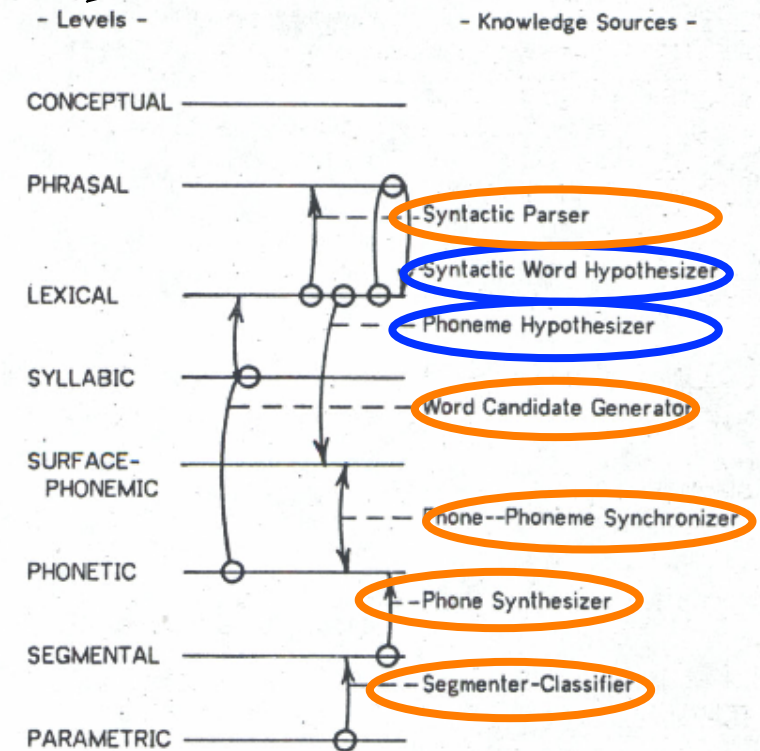 - Levels -
- Knowledge Sources -
CONCEPTUAL
PHRASAL
Syntactic Parser
Syntactic Word Hypothesizer
LEXICAL
Phoneme Hypothesizer
SYLLABIC
Word Candidate Generator
SURFACE-
PHONEMIC
Phone--Phoneme Synchronizer
PHONETIC
Phone Synthesizer
SEGMENTAL
Segmenter-Classifier
PARAMETRIC